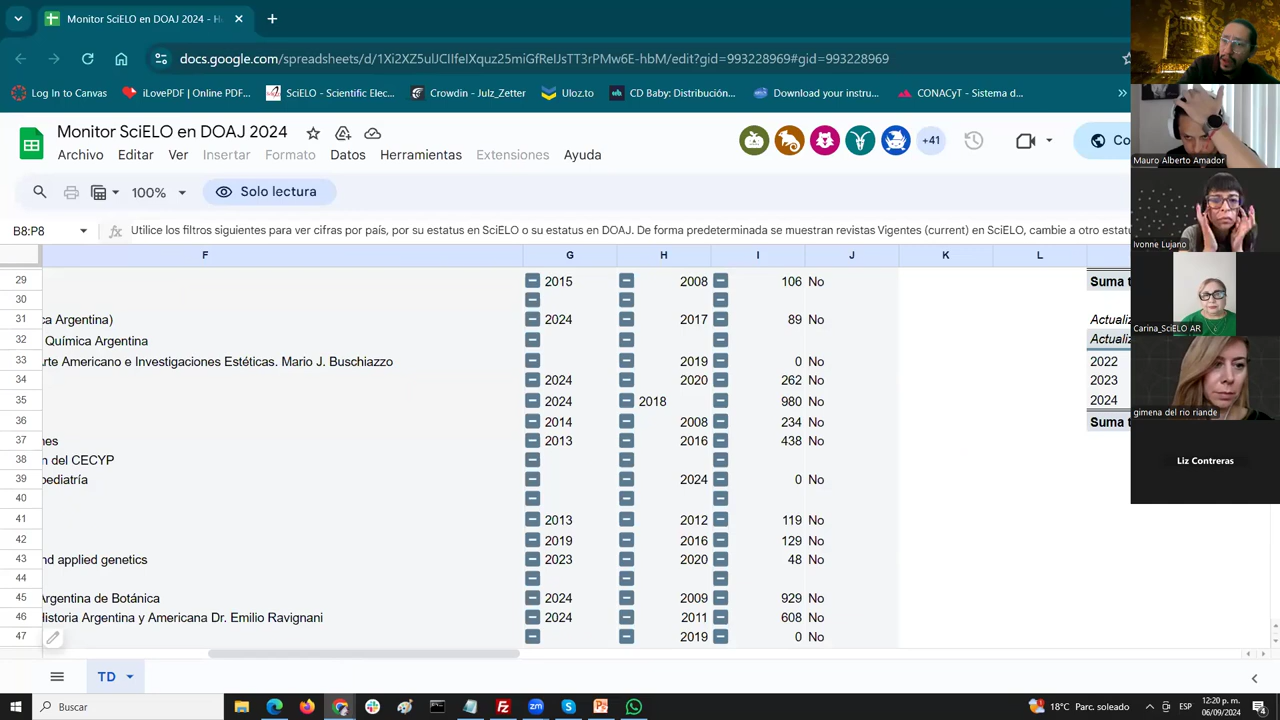 Monitor SciELO en DOAJ 2024 - H
docs.google.com/spreadsheets/d/1Xi2XZ5dJClIfeIXquz25miGfReIJsTT3rPMw6E-hbM/edit?gid=993228969#gid=993228969
Log In to Canvas
iLovePDF | Online PDF...
SciELO - Scientific Elec...
Crowdin - Julz_Zetter
Uloz.to
CD Baby: Distribución...
Download your instru...
CONACyT - Sistema d...
Monitor SciELO en DOAJ 2024
+41
Co
Archivo Editar Ver Insertar Formato Datos Herramientas Extensiones Ayuda
100% Solo lectura
B8:P8 fx Utilice los filtros siguientes para ver cifras por país, por su estatus en SciELO o su estatus en DOAJ. De forma predeterminada se muestran revistas Vigentes (current) en SciELO, cambie a otro estatu
F G H I J K L
29 2015 2008 106 No Suma t
30 
31 ca Argentina) 2024 2017 89 No Actualiz
32 Química Argentina Actualiz
33 Arte Americano e Investigaciones Estéticas. Mario J. Buschiazzo 2019 0 No 2022
34 2024 2020 262 No 2023
35 2024 2018 980 No 2024
36 2014 2008 234 No Suma t
37 nes 2013 2016 438 No
38 n del CECYP
39 pediatría 2024 0 No
40
41 2013 2012 119 No
42 2019 2016 129 No
43 nd applied genetics 2023 2020 48 No
44
45 Argentina de Botánica 2024 2009 929 No
46 Historia Argentina y Americana Dr. Emilio Ravignani 2024 2011 608 No
47 2019 0 No
TD
Mauro Alberto Amador
Ivonne Lujano
Carina_SciELO AR
gimena del rio riande
Liz Contreras
Buscar
18°C Parc. soleado
ESP
12:20 p. m.
06/09/2024
4